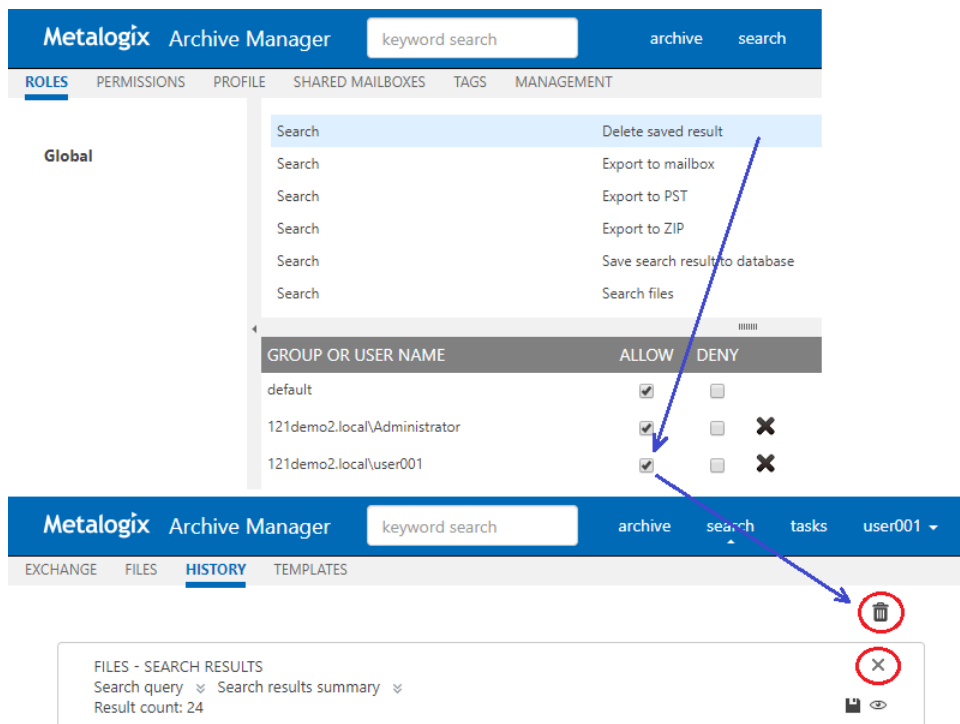 Metalogix Archive Manager keyword search archive search
ROLES PERMISSIONS PROFILE SHARED MAILBOXES TAGS MANAGEMENT
Global
Search Delete saved result
Search Export to mailbox
Search Export to PST
Search Export to ZIP
Search Save search result to database
Search Search files
GROUP OR USER NAME ALLOW DENY
default
121demo2.local\Administrator
121demo2.local\user001
Metalogix Archive Manager keyword search archive search tasks user001
EXCHANGE FILES HISTORY TEMPLATES
FILES - SEARCH RESULTS
Search query Search results summary
Result count: 24